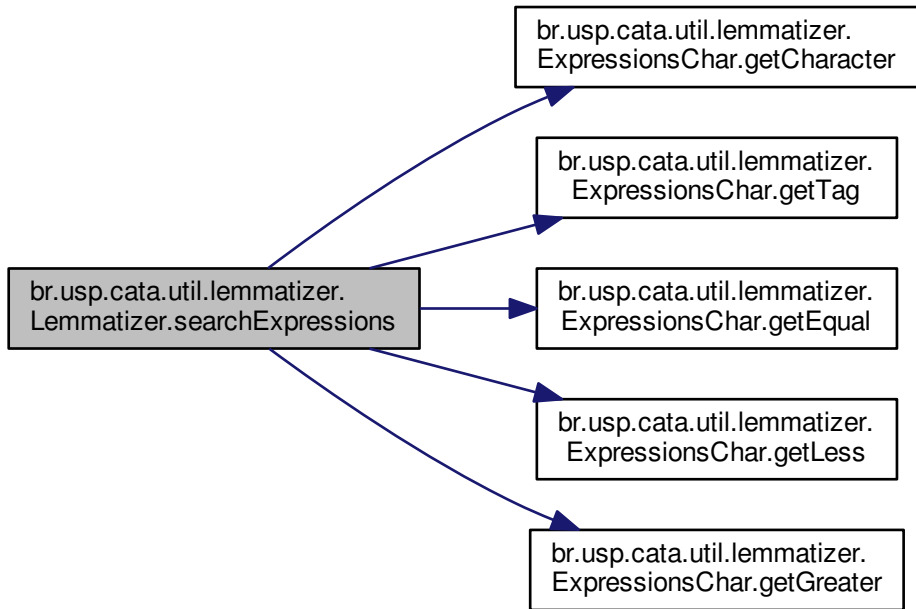 br.usp.cata.util.lemmatizer.
ExpressionsChar.getCharacter
br.usp.cata.util.lemmatizer.
ExpressionsChar.getTag
br.usp.cata.util.lemmatizer.
Lemmatizer.searchExpressions
br.usp.cata.util.lemmatizer.
ExpressionsChar.getEqual
br.usp.cata.util.lemmatizer.
ExpressionsChar.getLess
br.usp.cata.util.lemmatizer.
ExpressionsChar.getGreater